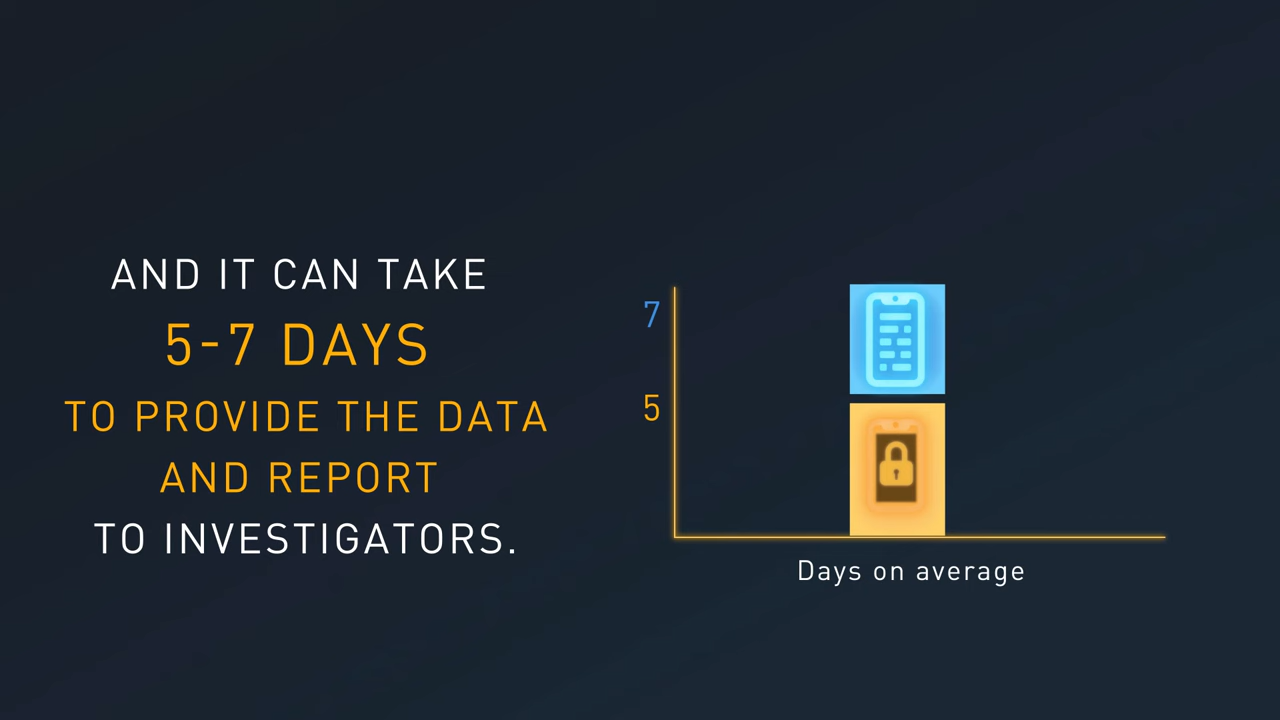 AND IT CAN TAKE
5-7 DAYS
TO PROVIDE THE DATA
AND REPORT
TO INVESTIGATORS.
7
5
Days on average